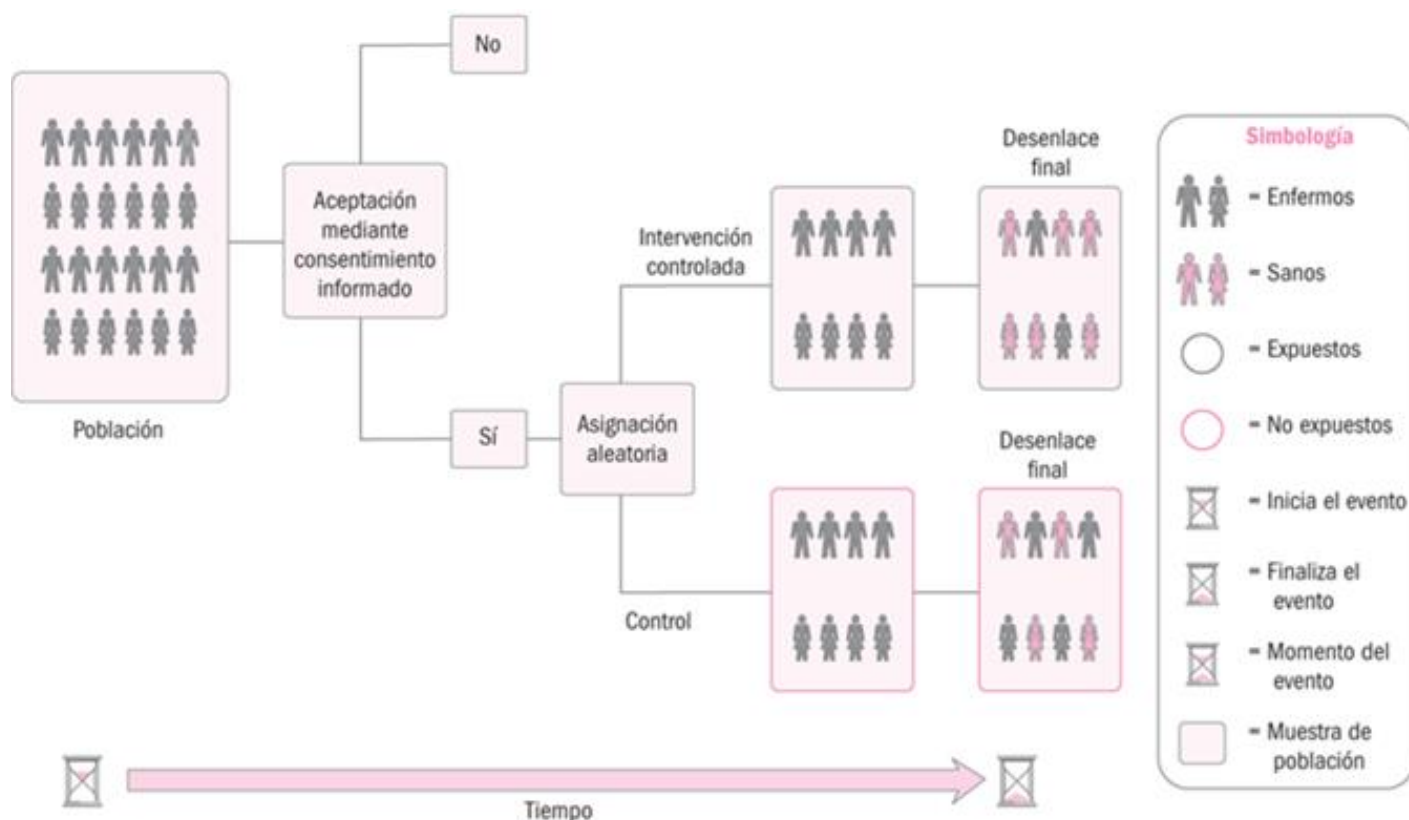 No
Población
Aceptación
mediante
consentimiento
informado
Sí
Asignación
aleatoria
Intervención
controlada
Control
Desenlace
final
Desenlace
final
Tiempo
Simbología
= Enfermos
= Sanos
= Expuestos
= No expuestos
= Inicia el evento
= Finaliza el
evento
= Momento del
evento
= Muestra de
población